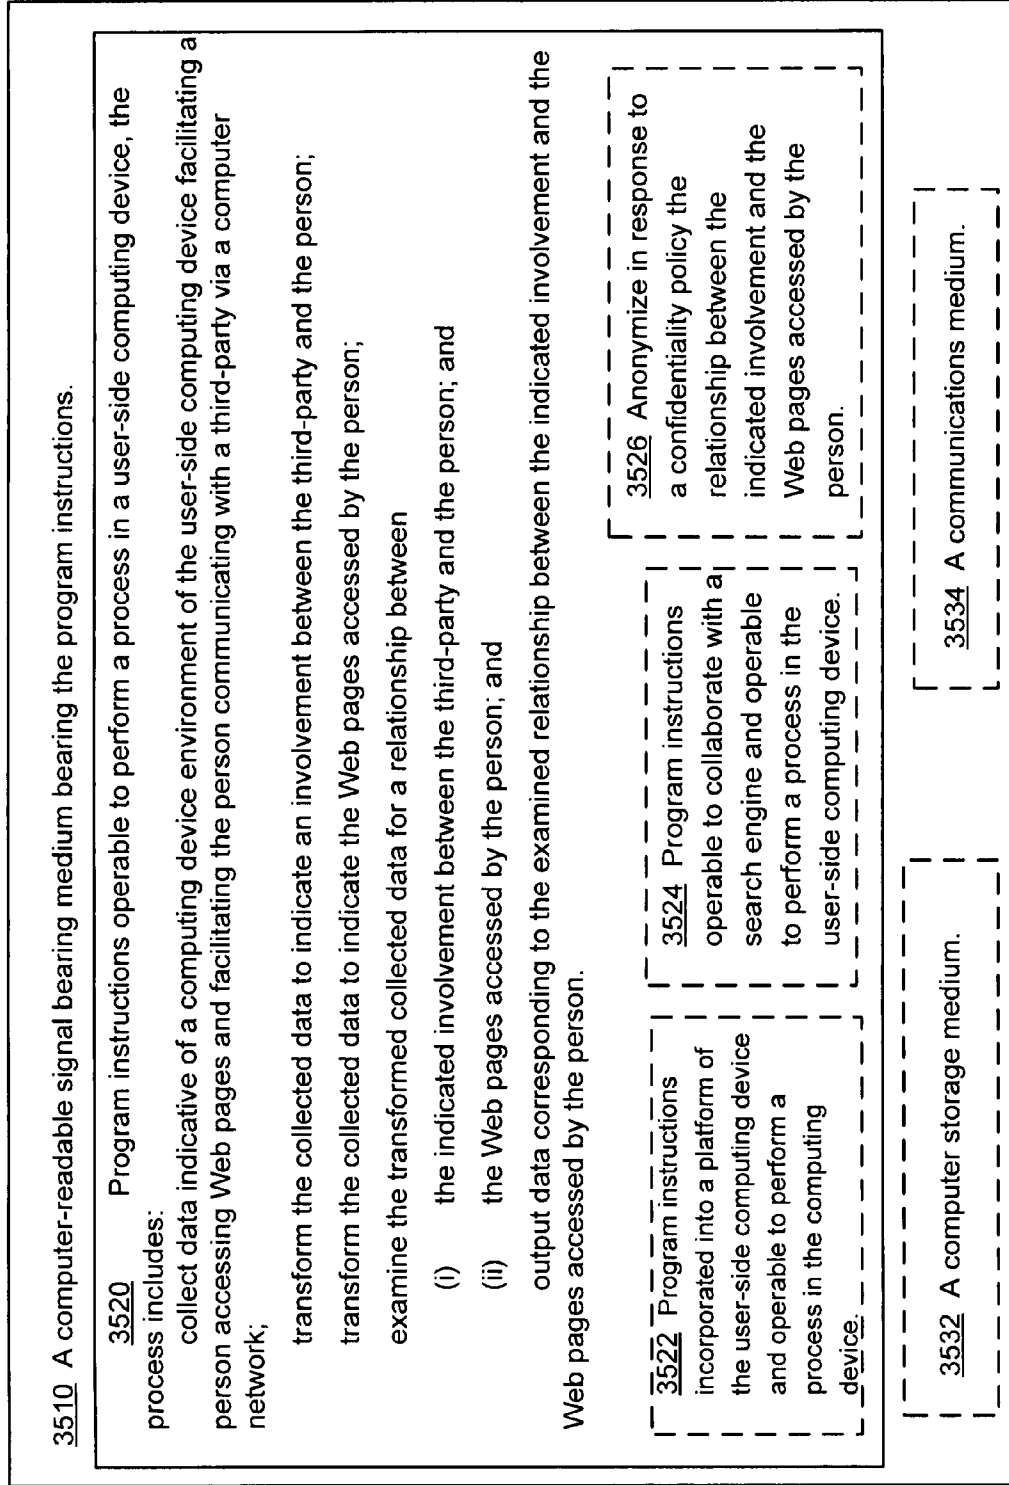 3510 A computer-readable signal bearing medium bearing the program instructions.
3520 Program instructions operable to perform a process in a user-side computing device, the
process includes:
collect data indicative of a computing device environment of the user-side computing device facilitating a
person accessing Web pages and facilitating the person communicating with a third-party via a computer
network;
transform the collected data to indicate an involvement between the third-party and the person;
transform the collected data to indicate the Web pages accessed by the person;
examine the transformed collected data for a relationship between
(i) the indicated involvement between the third-party and the person; and
(ii) the Web pages accessed by the person; and
output data corresponding to the examined relationship between the indicated involvement and the
Web pages accessed by the person.
3522 Program instructions
incorporated into a platform of
the user-side computing device
and operable to perform a
process in the computing
device.
3524 Program instructions
operable to collaborate with a
search engine and operable
to perform a process in the
user-side computing device.
3526 Anonymize in response to
a confidentiality policy the
relationship between the
indicated involvement and the
Web pages accessed by the
person.
3532 A computer storage medium.
3534 A communications medium.